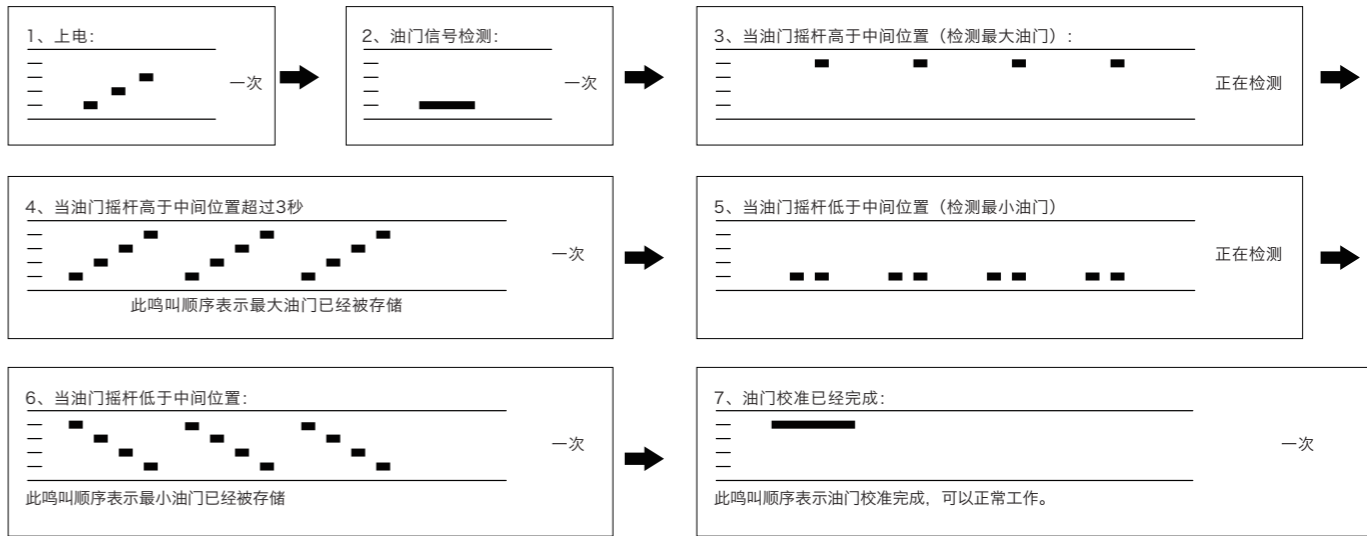 1、上电：
一次
2、油门信号检测：
一次
3、当油门摇杆高于中间位置（检测最大油门）：
正在检测
4、当油门摇杆高于中间位置超过3秒
一次
此鸣叫顺序表示最大油门已经被存储
5、当油门摇杆低于中间位置（检测最小油门）
正在检测
6、当油门摇杆低于中间位置：
一次
此鸣叫顺序表示最小油门已经被存储
7、油门校准已经完成：
一次
此鸣叫顺序表示油门校准完成，可以正常工作。